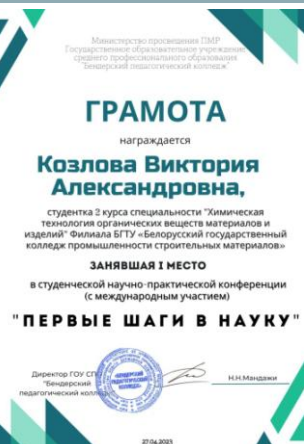 Министерство просвещения ПМР
Государственное образовательное учреждение
среднего профессионального образования
"Бендерский педагогический колледж"
ГРАМОТА
награждается
Козлова Виктория
Александровна,
студентка 2 курса специальности "Химическая
технология органических веществ материалов и
изделий" Филиала БГТУ «Белорусский государственный
колледж промышленности строительных материалов»
ЗАНЯВШАЯ I МЕСТО
в студенческой научно-практической конференции
(с международным участием)
"ПЕРВЫЕ ШАГИ В НАУКУ"
Директор ГОУ СПО
"Бендерский
педагогический колледж"
Н.Н.Мандажи
27.04.2023